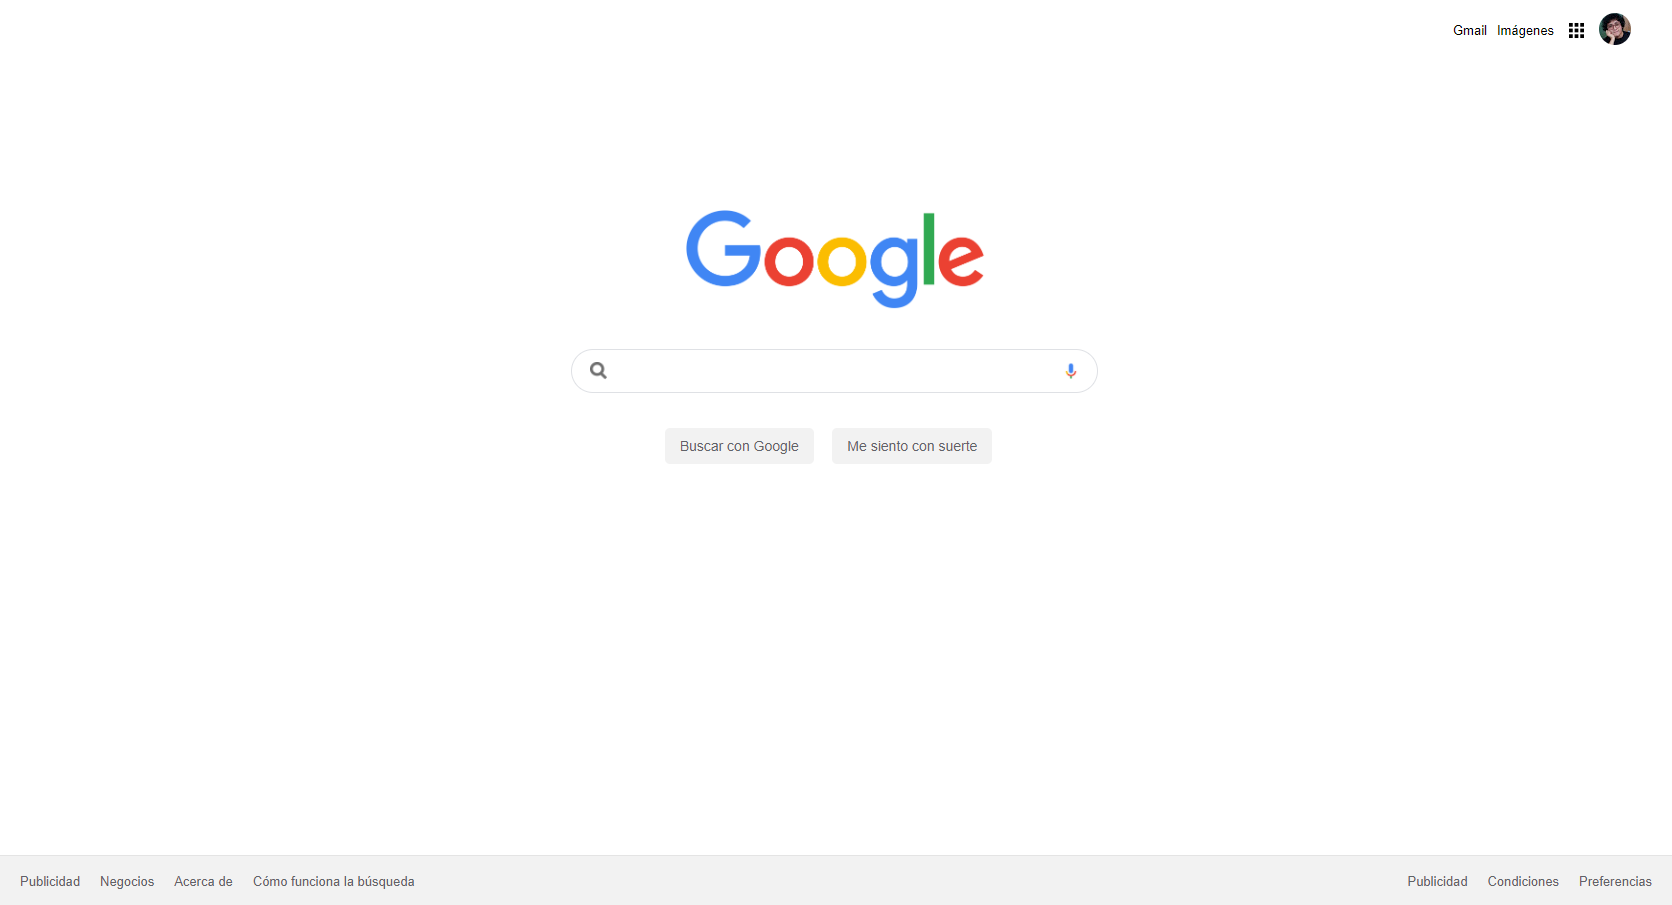 Gmail Imágenes
Google
Buscar con Google Me siento con suerte
Publicidad Negocios Acerca de Cómo funciona la búsqueda Publicidad Condiciones Preferencias